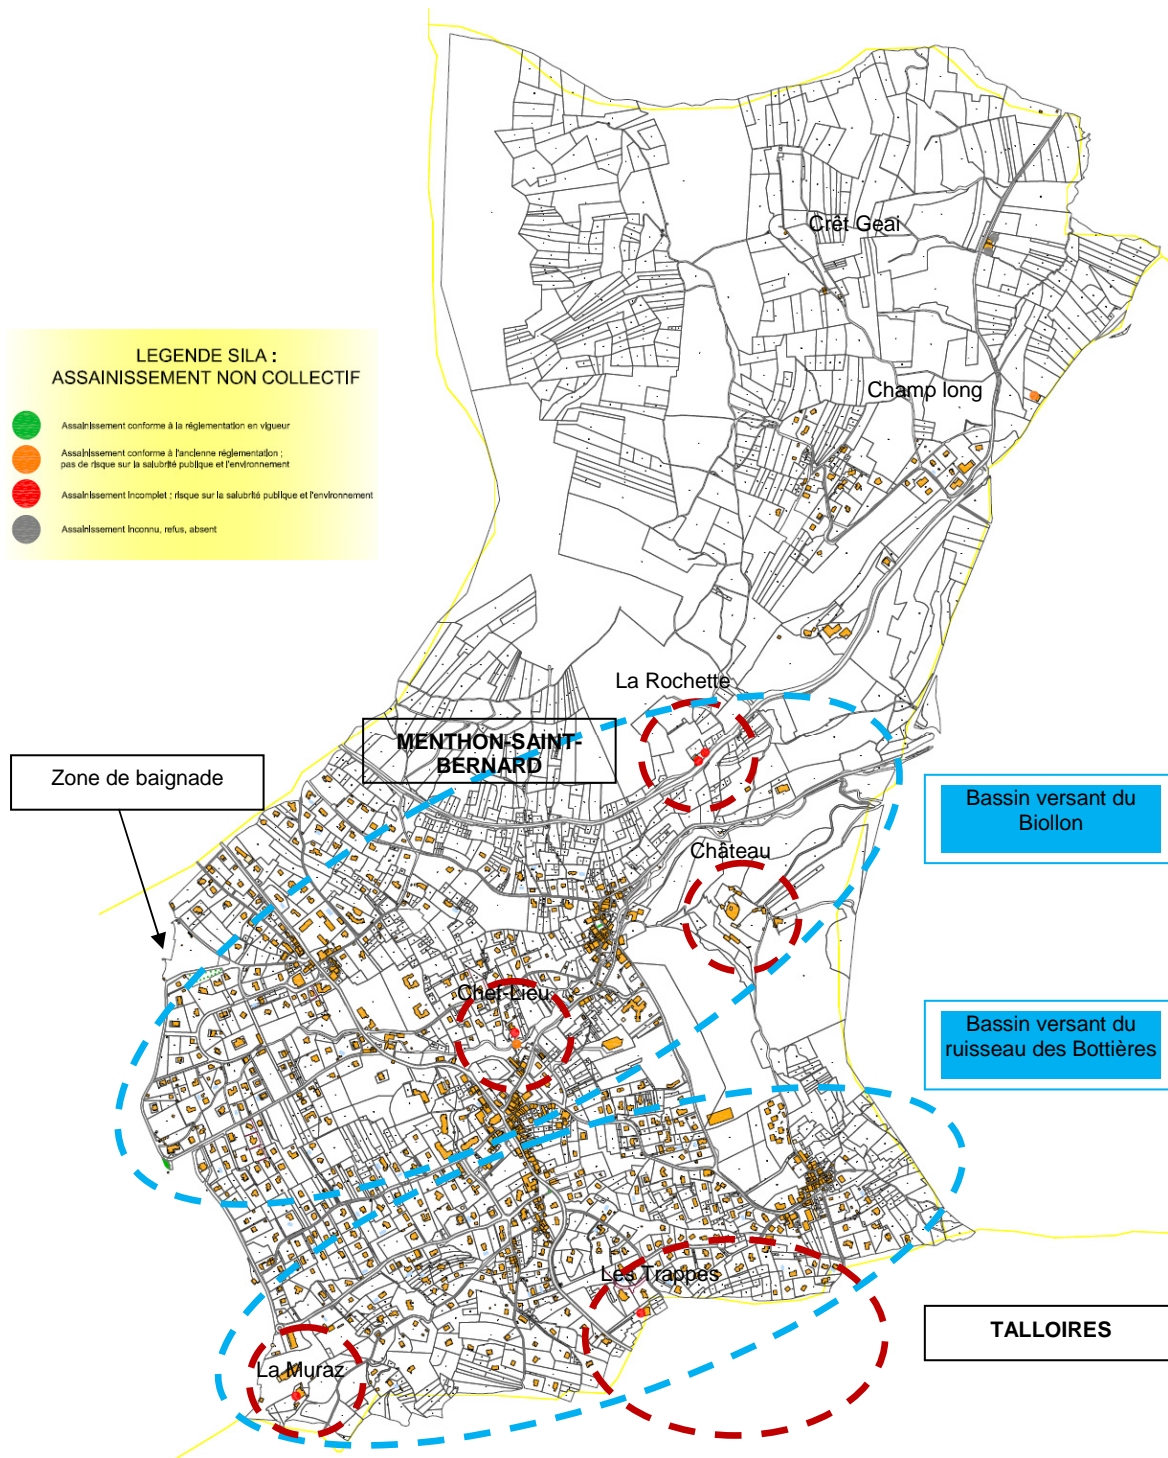 Crêt Geai
LEGENDE SILA :
ASSAINISSEMENT NON COLLECTIF
Assainissement conforme à la réglementation en vigueur
Assainissement conforme à l'ancienne réglementation ;
pas de risque sur la salubrité publique et l'environnement
Assainissement incomplet ; risque sur la salubrité publique et l'environnement
Assainissement inconnu, refus, absent
Champ long
La Rochette
MENTHON-SAINT-
BERNARD
Zone de baignade
Bassin versant du
Biollon
Château
Chef-Lieu
Bassin versant du
ruisseau des Bottières
Les Trappes
TALLOIRES
La Muraz